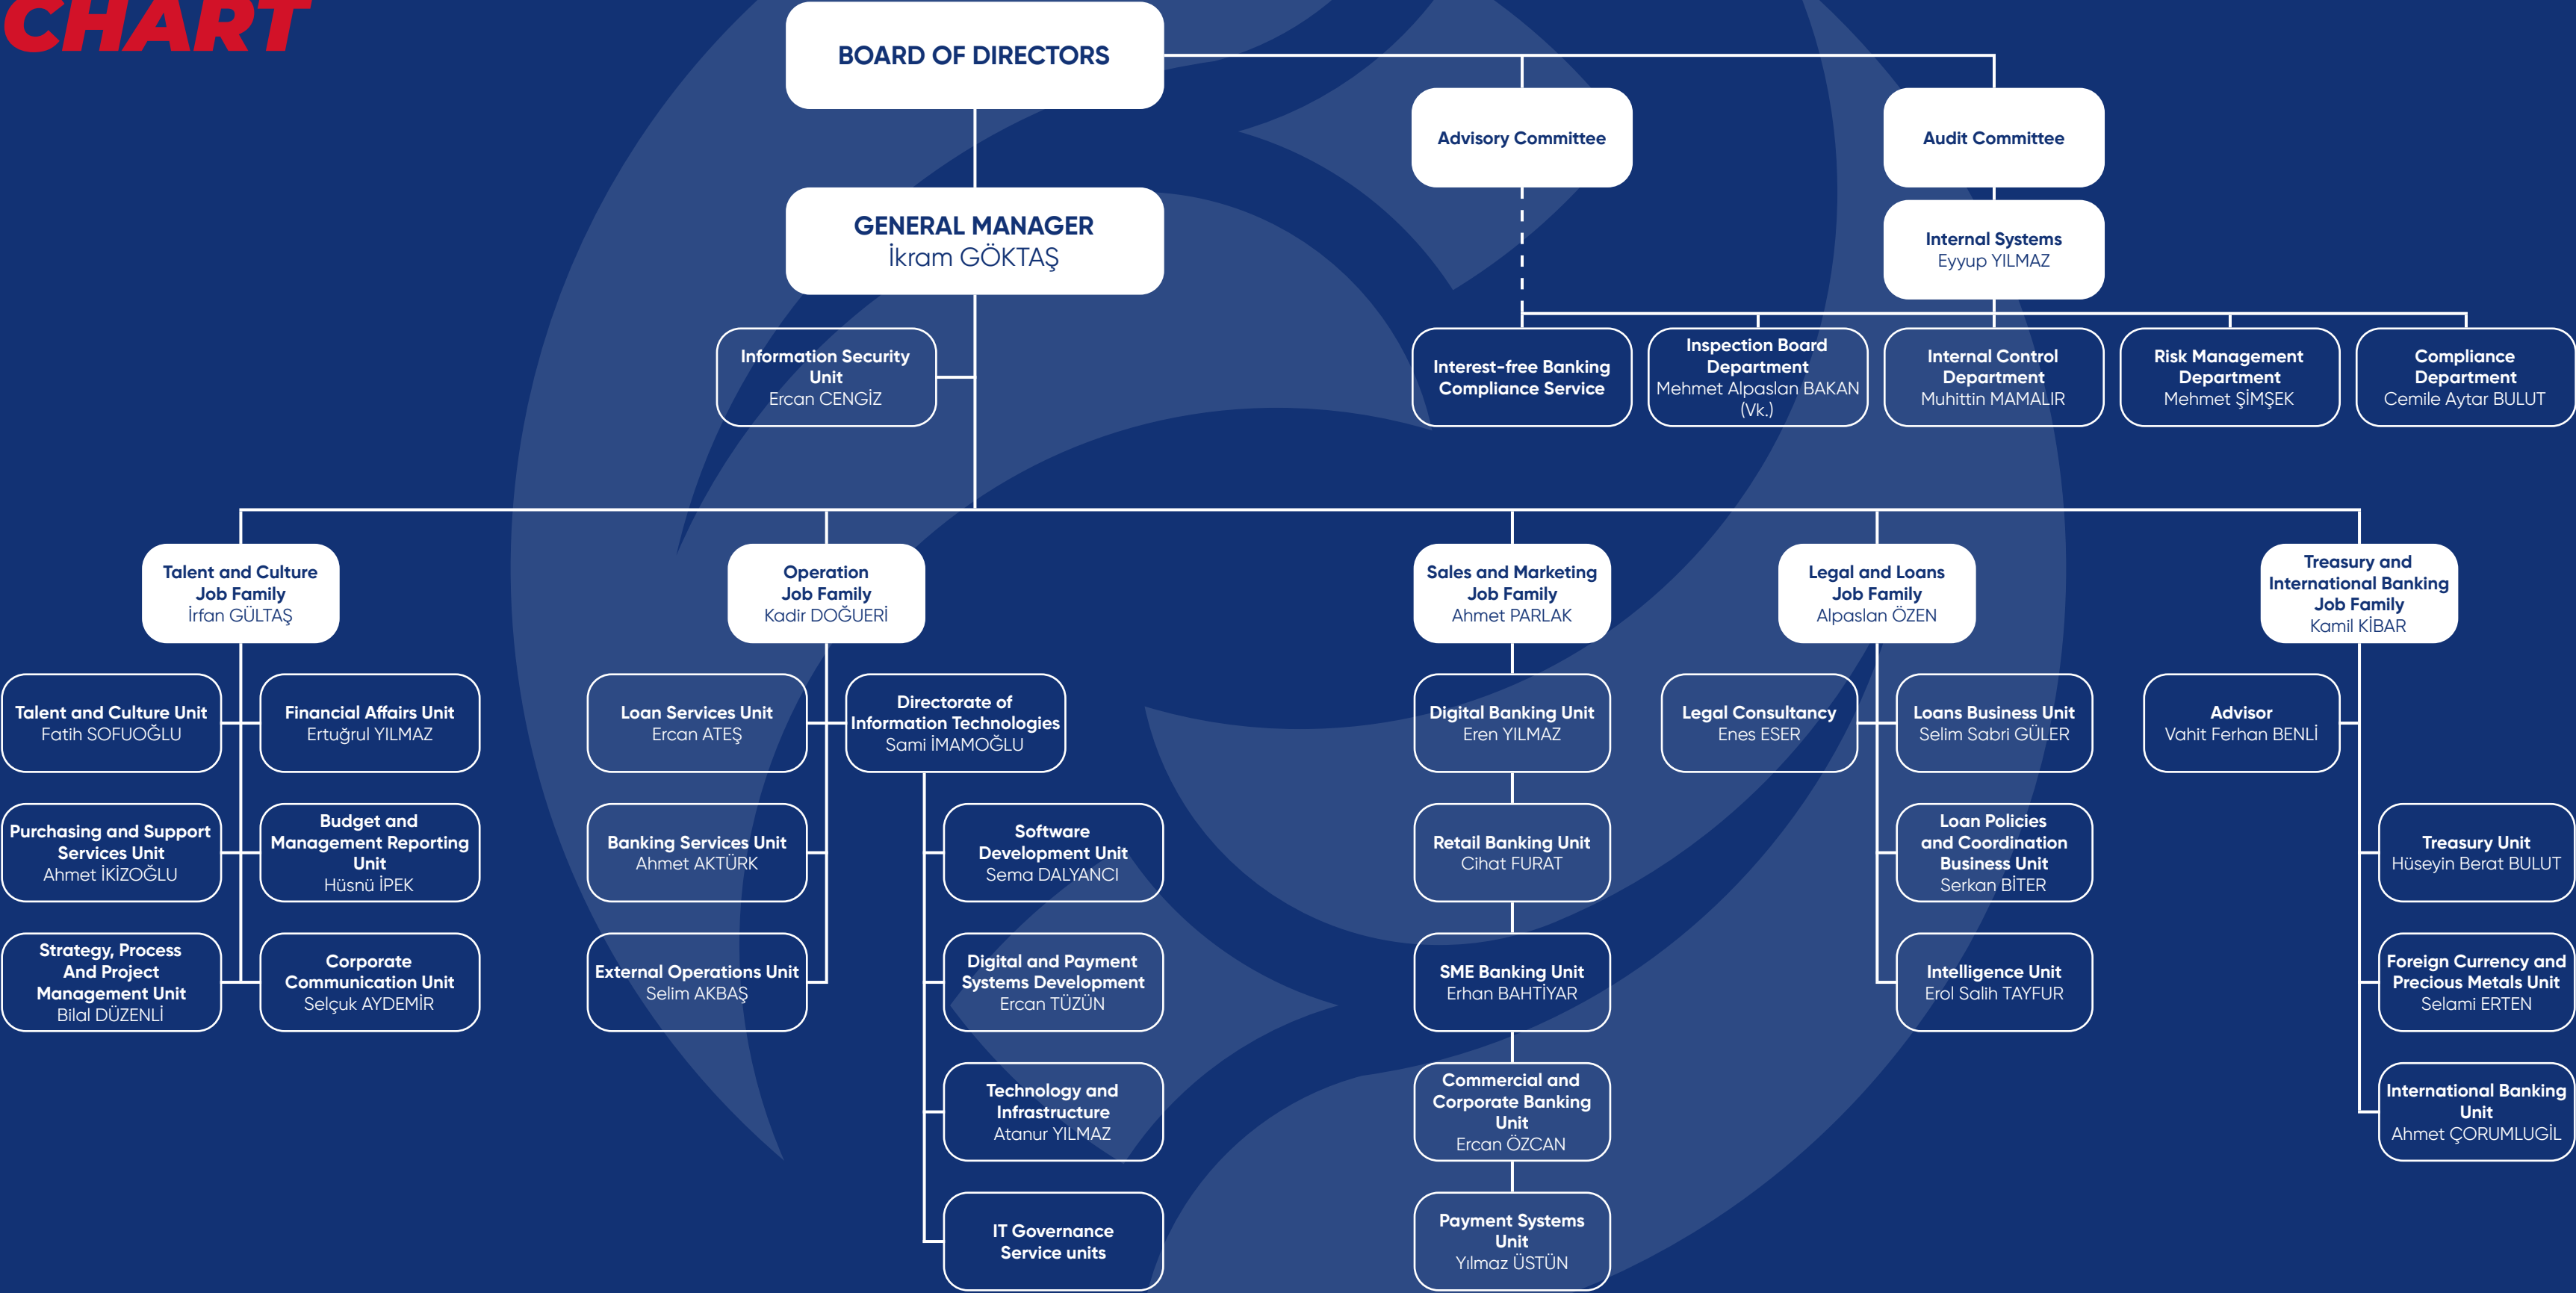 CHART
BOARD OF DIRECTORS
Advisory Committee
Audit Committee
GENERAL MANAGER
İkram GÖKTAŞ
Internal Systems
Eyyup YILMAZ
Information Security
Unit
Ercan CENGİZ
Interest-free Banking
Compliance Service
Inspection Board
Department
Mehmet Alpaslan BAKAN
(Vk.)
Internal Control
Department
Muhittin MAMALIR
Risk Management
Department
Mehmet ŞİMŞEK
Compliance
Department
Cemile Aytar BULUT
Talent and Culture
Job Family
İrfan GÜLTAŞ
Operation
Job Family
Kadir DOĞUERİ
Sales and Marketing
Job Family
Ahmet PARLAK
Legal and Loans
Job Family
Alpaslan ÖZEN
Treasury and
International Banking
Job Family
Kamil KİBAR
Talent and Culture Unit
Fatih SOFUOĞLU
Financial Affairs Unit
Ertuğrul YILMAZ
Loan Services Unit
Ercan ATEŞ
Directorate of
Information Technologies
Sami İMAMOĞLU
Digital Banking Unit
Eren YILMAZ
Legal Consultancy
Enes ESER
Loans Business Unit
Selim Sabri GÜLER
Advisor
Vahit Ferhan BENLİ
Purchasing and Support
Services Unit
Ahmet İKİZOĞLU
Budget and
Management Reporting
Unit
Hüsnü İPEK
Banking Services Unit
Ahmet AKTÜRK
Software
Development Unit
Sema DALYANCI
Retail Banking Unit
Cihat FURAT
Loan Policies
and Coordination
Business Unit
Serkan BİTER
Treasury Unit
Hüseyin Berat BULUT
Strategy, Process
And Project
Management Unit
Bilal DÜZENLİ
Corporate
Communication Unit
Selçuk AYDEMİR
External Operations Unit
Selim AKBAŞ
Digital and Payment
Systems Development
Ercan TÜZÜN
SME Banking Unit
Erhan BAHTİYAR
Intelligence Unit
Erol Salih TAYFUR
Foreign Currency and
Precious Metals Unit
Selami ERTEN
Technology and
Infrastructure
Atanur YILMAZ
Commercial and
Corporate Banking
Unit
Ercan ÖZCAN
International Banking
Unit
Ahmet ÇORUMLUGİL
IT Governance
Service units
Payment Systems
Unit
Yılmaz ÜSTÜN